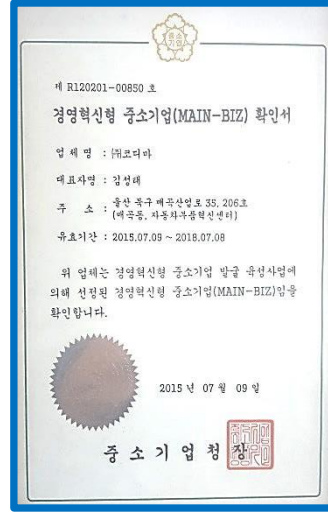 중소
기업
제 R120201-00850 호
경영혁신형 중소기업(MAIN-BIZ) 확인서
업 체 명 : ㈜코디마
대표자명 : 김성태
주 소 : 울산 북구 매곡산업로 35, 206호
(매곡동, 자동차부품혁신센터)
유효기간 : 2015.07.09 ~ 2018.07.08
위 업체는 경영혁신형 중소기업 발굴 육성사업에
의해 선정된 경영혁신형 중소기업(MAIN-BIZ)임을
확인합니다.
2015 년 07 월 09 일
중 소 기 업 청 장